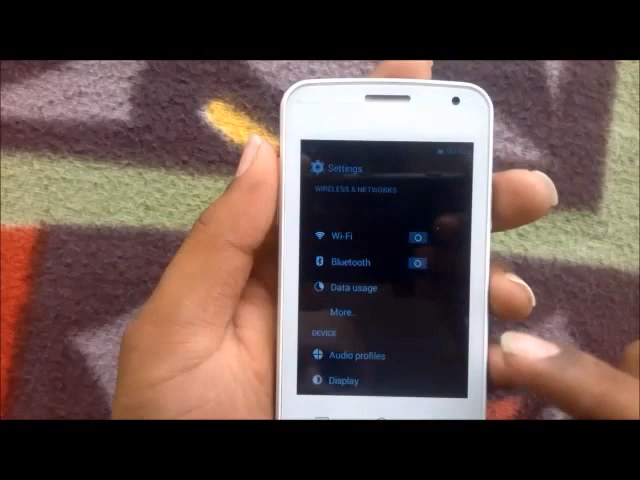 Settings
WIRELESS & NETWORKS
Wi-Fi
Bluetooth
Data usage
More...
DEVICE
Audio profiles
Display